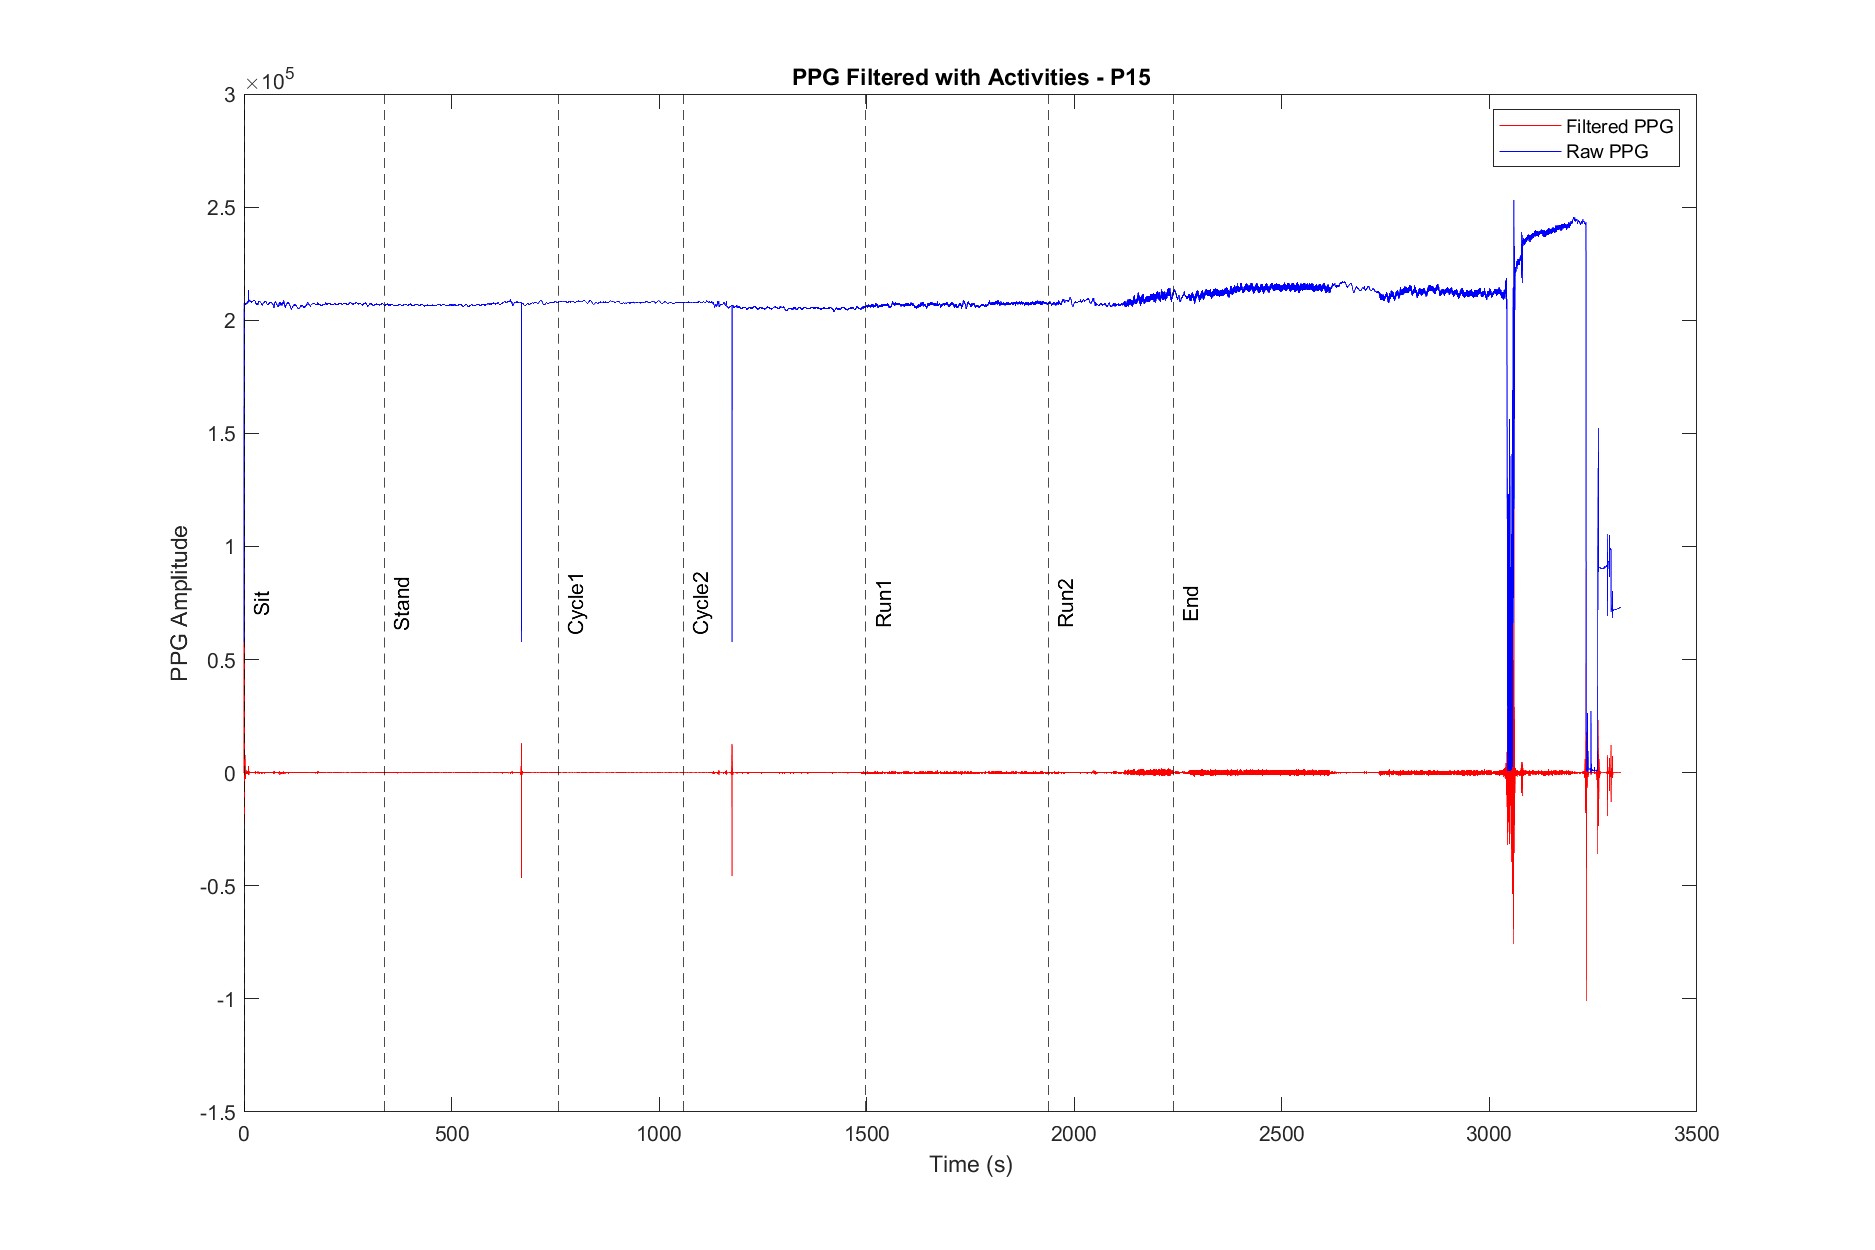 PPG Filtered with Activities - P15
×10^5
3
2.5
2
1.5
1
0.5
0
-0.5
-1
-1.5
PPG Amplitude
Filtered PPG
Raw PPG
Sit
Stand
Cycle1
Cycle2
Run1
Run2
End
0
500
1000
1500
2000
2500
3000
3500
Time (s)